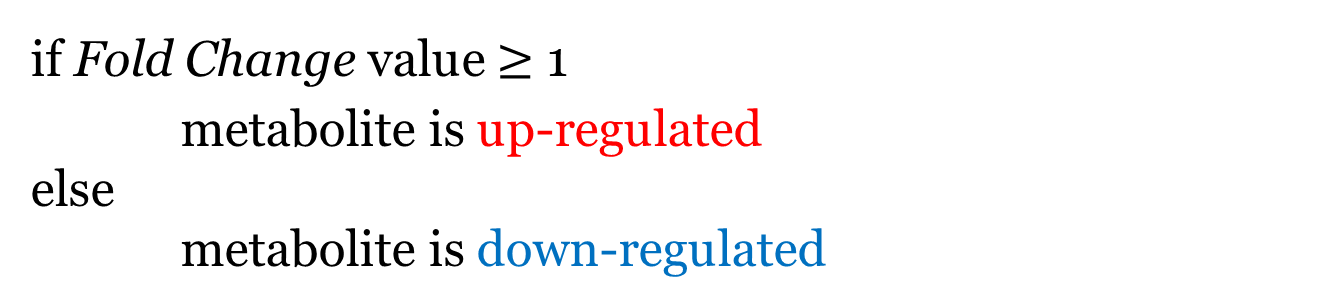 if Fold Change value ≥ 1
metabolite is up-regulated
else
metabolite is down-regulated